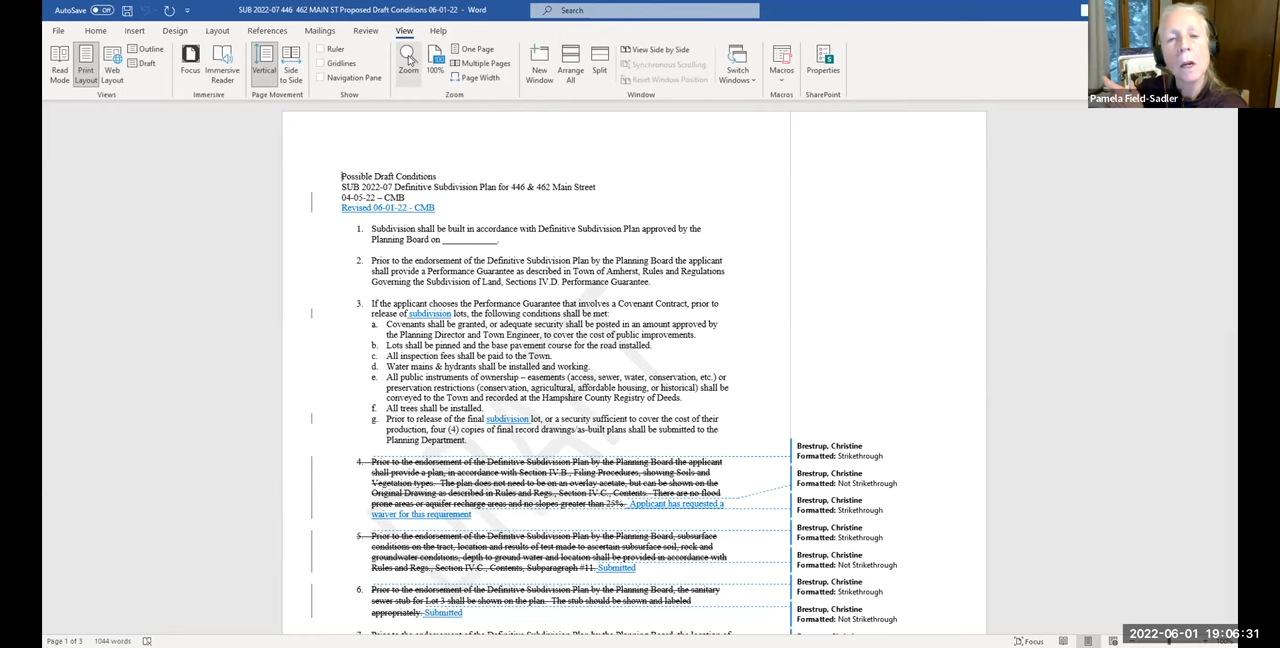 AutoSave Off SUB 2022-07 446 462 MAIN ST Proposed Draft Conditions 06-01-22 - Word Search
File Home Insert Design Layout References Mailings Review View Help
Read Mode Print Layout Web Layout Outline Draft Views
Focus Immersive Reader Immersive
Vertical Side to Side Page Movement
Ruler Gridlines Navigation Pane Show
Zoom 100% One Page Multiple Pages Page Width Zoom
New Window Arrange All Split View Side by Side Synchronous Scrolling Reset Window Position Switch Windows Window
Macros Macros
Properties SharePoint
Pamela Field-Sadler
Possible Draft Conditions
SUB 2022-07 Definitive Subdivision Plan for 446 & 462 Main Street
04-05-22 – CMB
Revised 06-01-22 - CMB
1. Subdivision shall be built in accordance with Definitive Subdivision Plan approved by the
Planning Board on ____________.
2. Prior to the endorsement of the Definitive Subdivision Plan by the Planning Board the applicant
shall provide a Performance Guarantee as described in Town of Amherst, Rules and Regulations
Governing the Subdivision of Land, Sections IV.D. Performance Guarantee.
3. If the applicant chooses the Performance Guarantee that involves a Covenant Contract, prior to
release of subdivision lots, the following conditions shall be met:
a. Covenants shall be granted, or adequate security shall be posted in an amount approved by
the Planning Director and Town Engineer, to cover the cost of public improvements.
b. Lots shall be pinned and the base pavement course for the road installed.
c. All inspection fees shall be paid to the Town.
d. Water mains & hydrants shall be installed and working.
e. All public instruments of ownership – easements (access, sewer, water, conservation, etc.) or
preservation restrictions (conservation, agricultural, affordable housing, or historical) shall be
conveyed to the Town and recorded at the Hampshire County Registry of Deeds.
f. All trees shall be installed.
g. Prior to release of the final subdivision lot, or a security sufficient to cover the cost of their
production, four (4) copies of final record drawings/as-built plans shall be submitted to the
Planning Department.
4. Prior to the endorsement of the Definitive Subdivision Plan by the Planning Board the applicant
shall provide a plan, in accordance with Section IV.B., Filing Procedures, showing Soils and
Vegetation types. The plan does not need to be on an overlay acetate, but can be shown on the
Original Drawing as described in Rules and Regs., Section IV.C., Contents. There are no flood
prone areas or aquifer recharge areas and no slopes greater than 25%. Applicant has requested a
waiver for this requirement
5. Prior to the endorsement of the Definitive Subdivision Plan by the Planning Board, subsurface
conditions on the tract, location and results of test made to ascertain subsurface soil, rock and
groundwater conditions, depth to ground water and location shall be provided in accordance with
Rules and Regs., Section IV.C., Contents, Subparagraph #11. Submitted
6. Prior to the endorsement of the Definitive Subdivision Plan by the Planning Board, the sanitary
sewer stub for Lot 3 shall be shown on the plan. The stub should be shown and labeled
appropriately. Submitted
7. Prior to the endorsement of the Definitive Subdivision Plan by the Planning Board, the location of
Brestrup, Christine
Formatted: Strikethrough
Brestrup, Christine
Formatted: Not Strikethrough
Brestrup, Christine
Formatted: Strikethrough
Brestrup, Christine
Formatted: Strikethrough
Brestrup, Christine
Formatted: Not Strikethrough
Brestrup, Christine
Formatted: Strikethrough
Brestrup, Christine
Formatted: Not Strikethrough
Brestrup, Christine
DRAFT
Page 1 of 3 1044 words Focus
2022-06-01 19:06:31